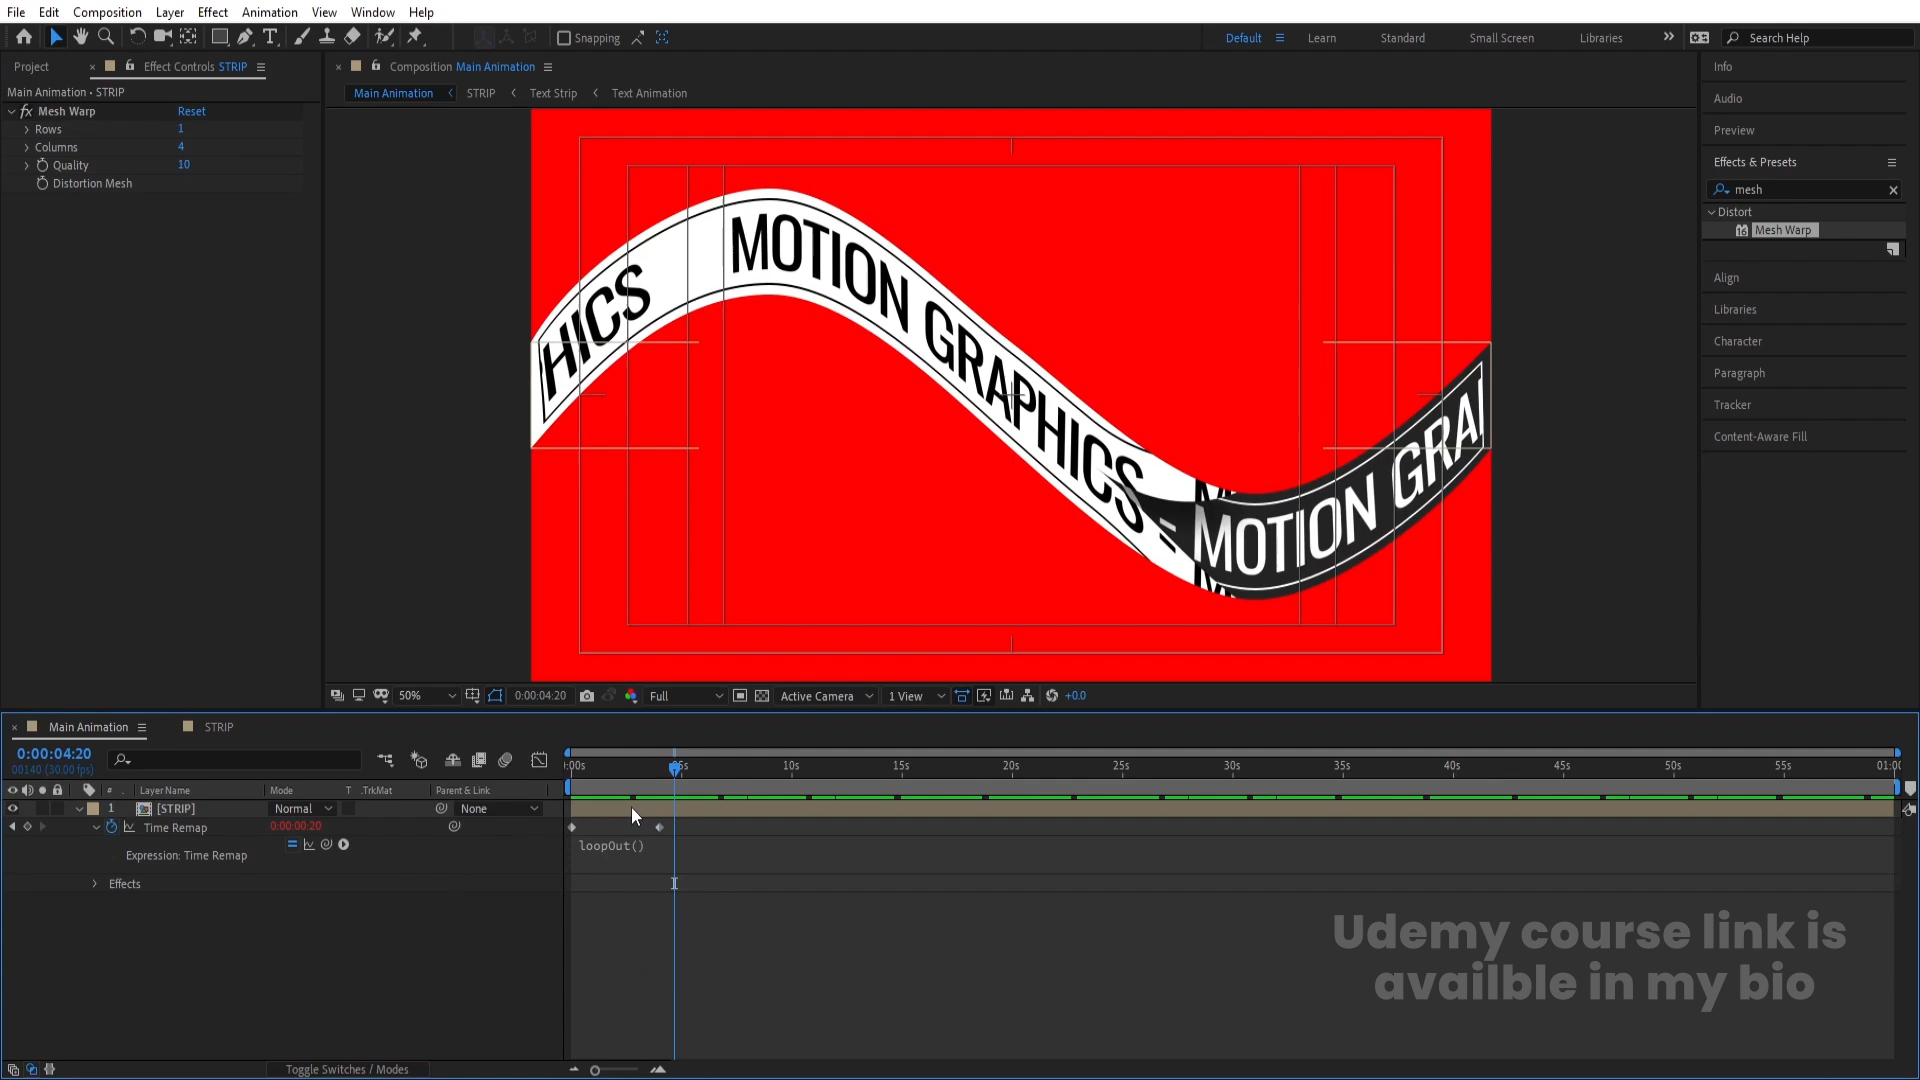 File Edit Composition Layer Effect Animation View Window Help
Snapping Default Learn Standard Small Screen Libraries Search Help
Project Effect Controls STRIP
Composition Main Animation
Info
Main Animation • STRIP
Main Animation STRIP Text Strip Text Animation
Audio
fx Mesh Warp Reset
Rows 1
Columns 4
Quality 10
Distortion Mesh
Preview
Effects & Presets
mesh
Distort
Mesh Warp
Align
Libraries
Character
Paragraph
Tracker
Content-Aware Fill
HICS MOTION GRAPHICS - MOTION GRA
50% 0:00:04:20 Full Active Camera 1 View +0.0
Main Animation STRIP
0:00:04:20
00140 (30.00 fps)
:00s 05s 10s 15s 20s 25s 30s 35s 40s 45s 50s 55s 01:00
# Layer Name Mode T .TrkMat Parent & Link
1 [STRIP] Normal None
Time Remap 0:00:00:20
loopOut()
Expression: Time Remap
Effects
Udemy course link is
availble in my bio
Toggle Switches / Modes